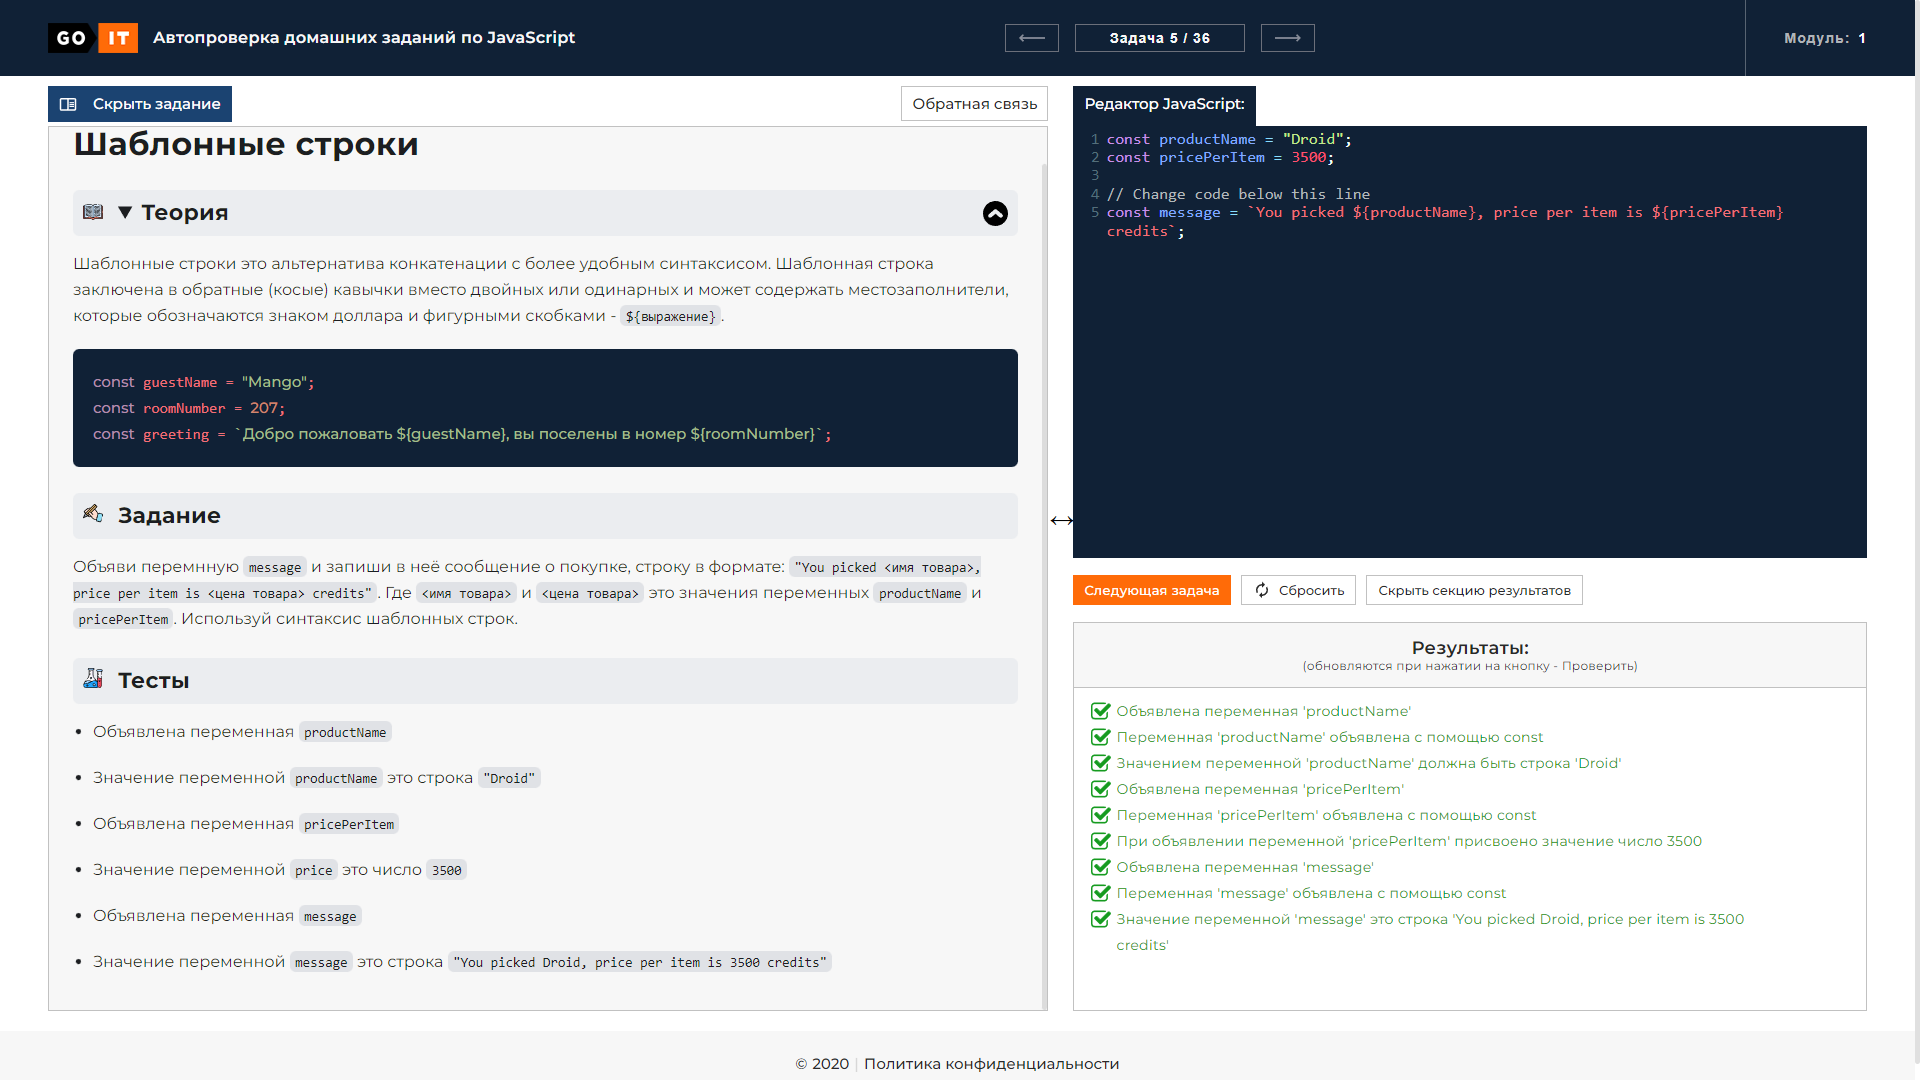 GO IT
Автопроверка домашних заданий по JavaScript
Задача 5 / 36
Модуль: 1
Скрыть задание
Обратная связь
Шаблонные строки
Теория
Шаблонные строки это альтернатива конкатенации с более удобным синтаксисом. Шаблонная строка
заключена в обратные (косые) кавычки вместо двойных или одинарных и может содержать местозаполнители,
которые обозначаются знаком доллара и фигурными скобками - ${выражение}.
const guestName = "Mango";
const roomNumber = 207;
const greeting = `Добро пожаловать ${guestName}, вы поселены в номер ${roomNumber}`;
Задание
Объяви перемнную message и запиши в неё сообщение о покупке, строку в формате: "You picked <имя товара>,
price per item is <цена товара> credits". Где <имя товара> и <цена товара> это значения переменных productName и
pricePerItem. Используй синтаксис шаблонных строк.
Тесты
• Объявлена переменная productName
• Значение переменной productName это строка "Droid"
• Объявлена переменная pricePerItem
• Значение переменной price это число 3500
• Объявлена переменная message
• Значение переменной message это строка "You picked Droid, price per item is 3500 credits"
Редактор JavaScript:
1 const productName = "Droid";
2 const pricePerItem = 3500;
3
4 // Change code below this line
5 const message = `You picked ${productName}, price per item is ${pricePerItem}
credits`;
Следующая задача
Сбросить
Скрыть секцию результатов
Результаты:
(обновляются при нажатии на кнопку - Проверить)
Объявлена переменная 'productName'
Переменная 'productName' объявлена с помощью const
Значением переменной 'productName' должна быть строка 'Droid'
Объявлена переменная 'pricePerItem'
Переменная 'pricePerItem' объявлена с помощью const
При объявлении переменной 'pricePerItem' присвоено значение число 3500
Объявлена переменная 'message'
Переменная 'message' объявлена с помощью const
Значение переменной 'message' это строка 'You picked Droid, price per item is 3500
credits'
© 2020 | Политика конфиденциальности